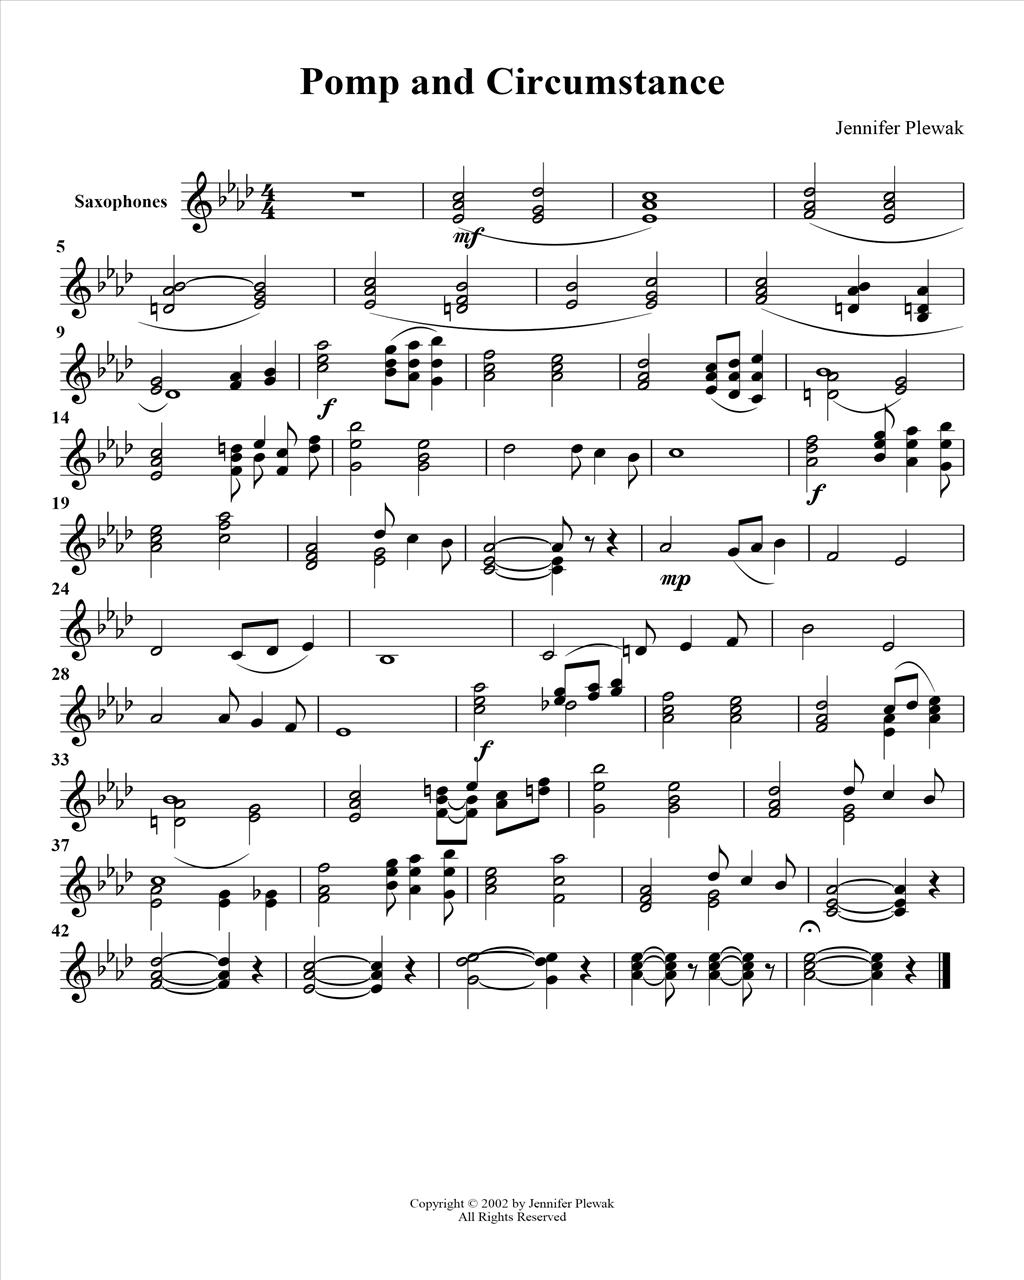 Pomp and Circumstance
Jennifer Plewak
Saxophones
4
4
mf
5
9
f
14
f
19
mp
24
28
f
33
37
42
Copyright © 2002 by Jennifer Plewak
All Rights Reserved